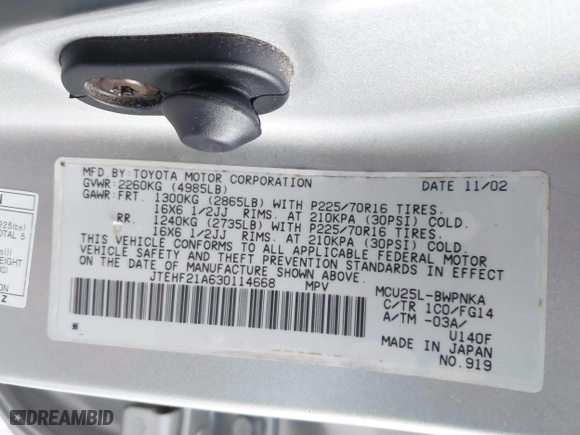 MFD.BY:TOYOTA MOTOR CORPORATION DATE 11/02
GVWR:2260KG (4985LB)
GAWR:FRT. 1300KG (2865LB) WITH P225/70R16 TIRES.
16X6 1/2JJ RIMS. AT 210KPA (30PSI) COLD.
RR. 1240KG (2735LB) WITH P225/70R16 TIRES.
16X6 1/2JJ RIMS. AT 210KPA (30PSI) COLD.
THIS VEHICLE CONFORMS TO ALL APPLICABLE FEDERAL MOTOR
VEHICLE SAFETY AND THEFT PREVENTION STANDARDS IN EFFECT
ON THE DATE OF MANUFACTURE SHOWN ABOVE.
JTEHF21A630114668 MPV
MCU25L-BWPNKA
C/TR 1C0/FG14
A/TM -03A/
U140F
MADE IN JAPAN
NO.919
925lbs)
OTAL 5
WEIGHT
DREAMBID